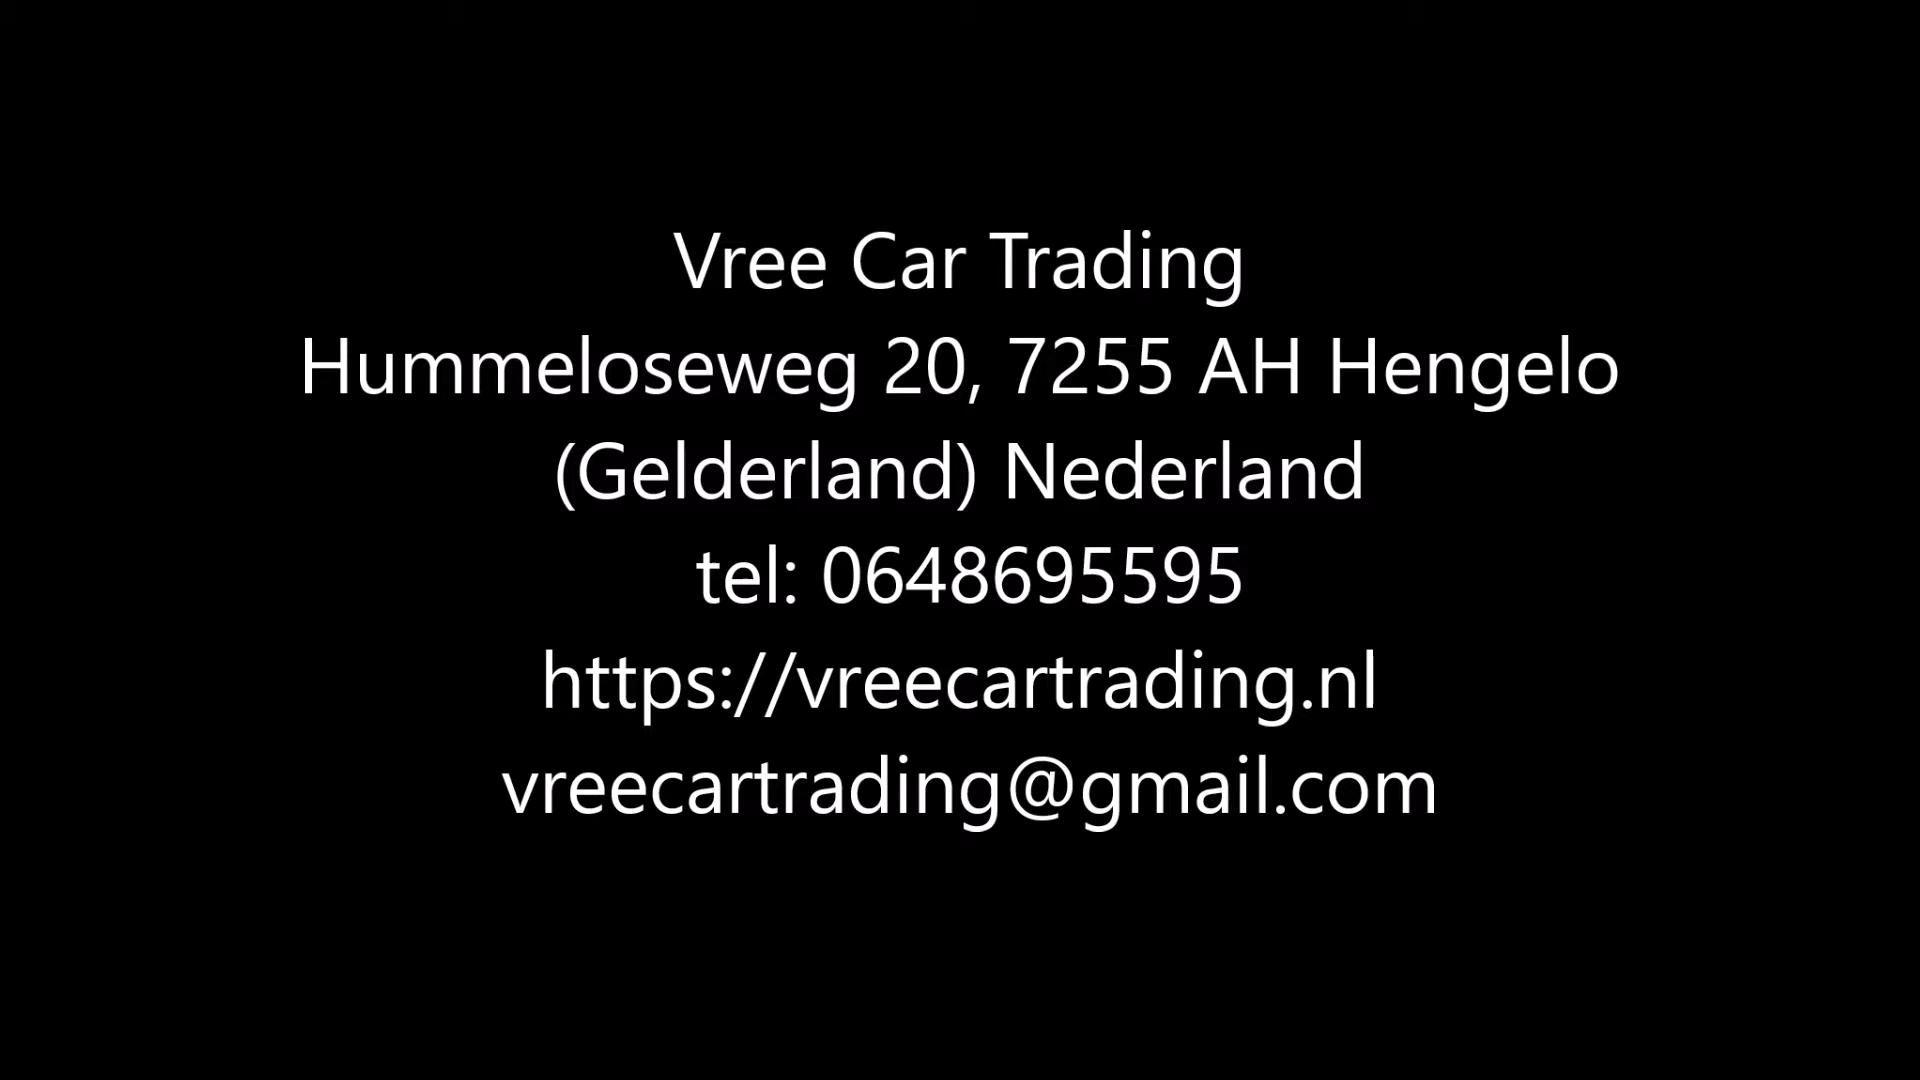 Vree Car Trading
Hummeloseweg 20, 7255 AH Hengelo
(Gelderland) Nederland
tel: 0648695595
https://vreecartrading.nl
vreecartrading@gmail.com